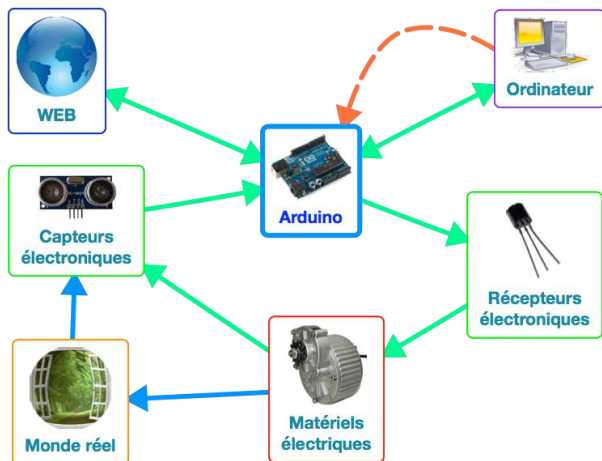 WEB
Ordinateur
Arduino
Capteurs
électroniques
Récepteurs
électroniques
Monde réel
Matériels
électriques